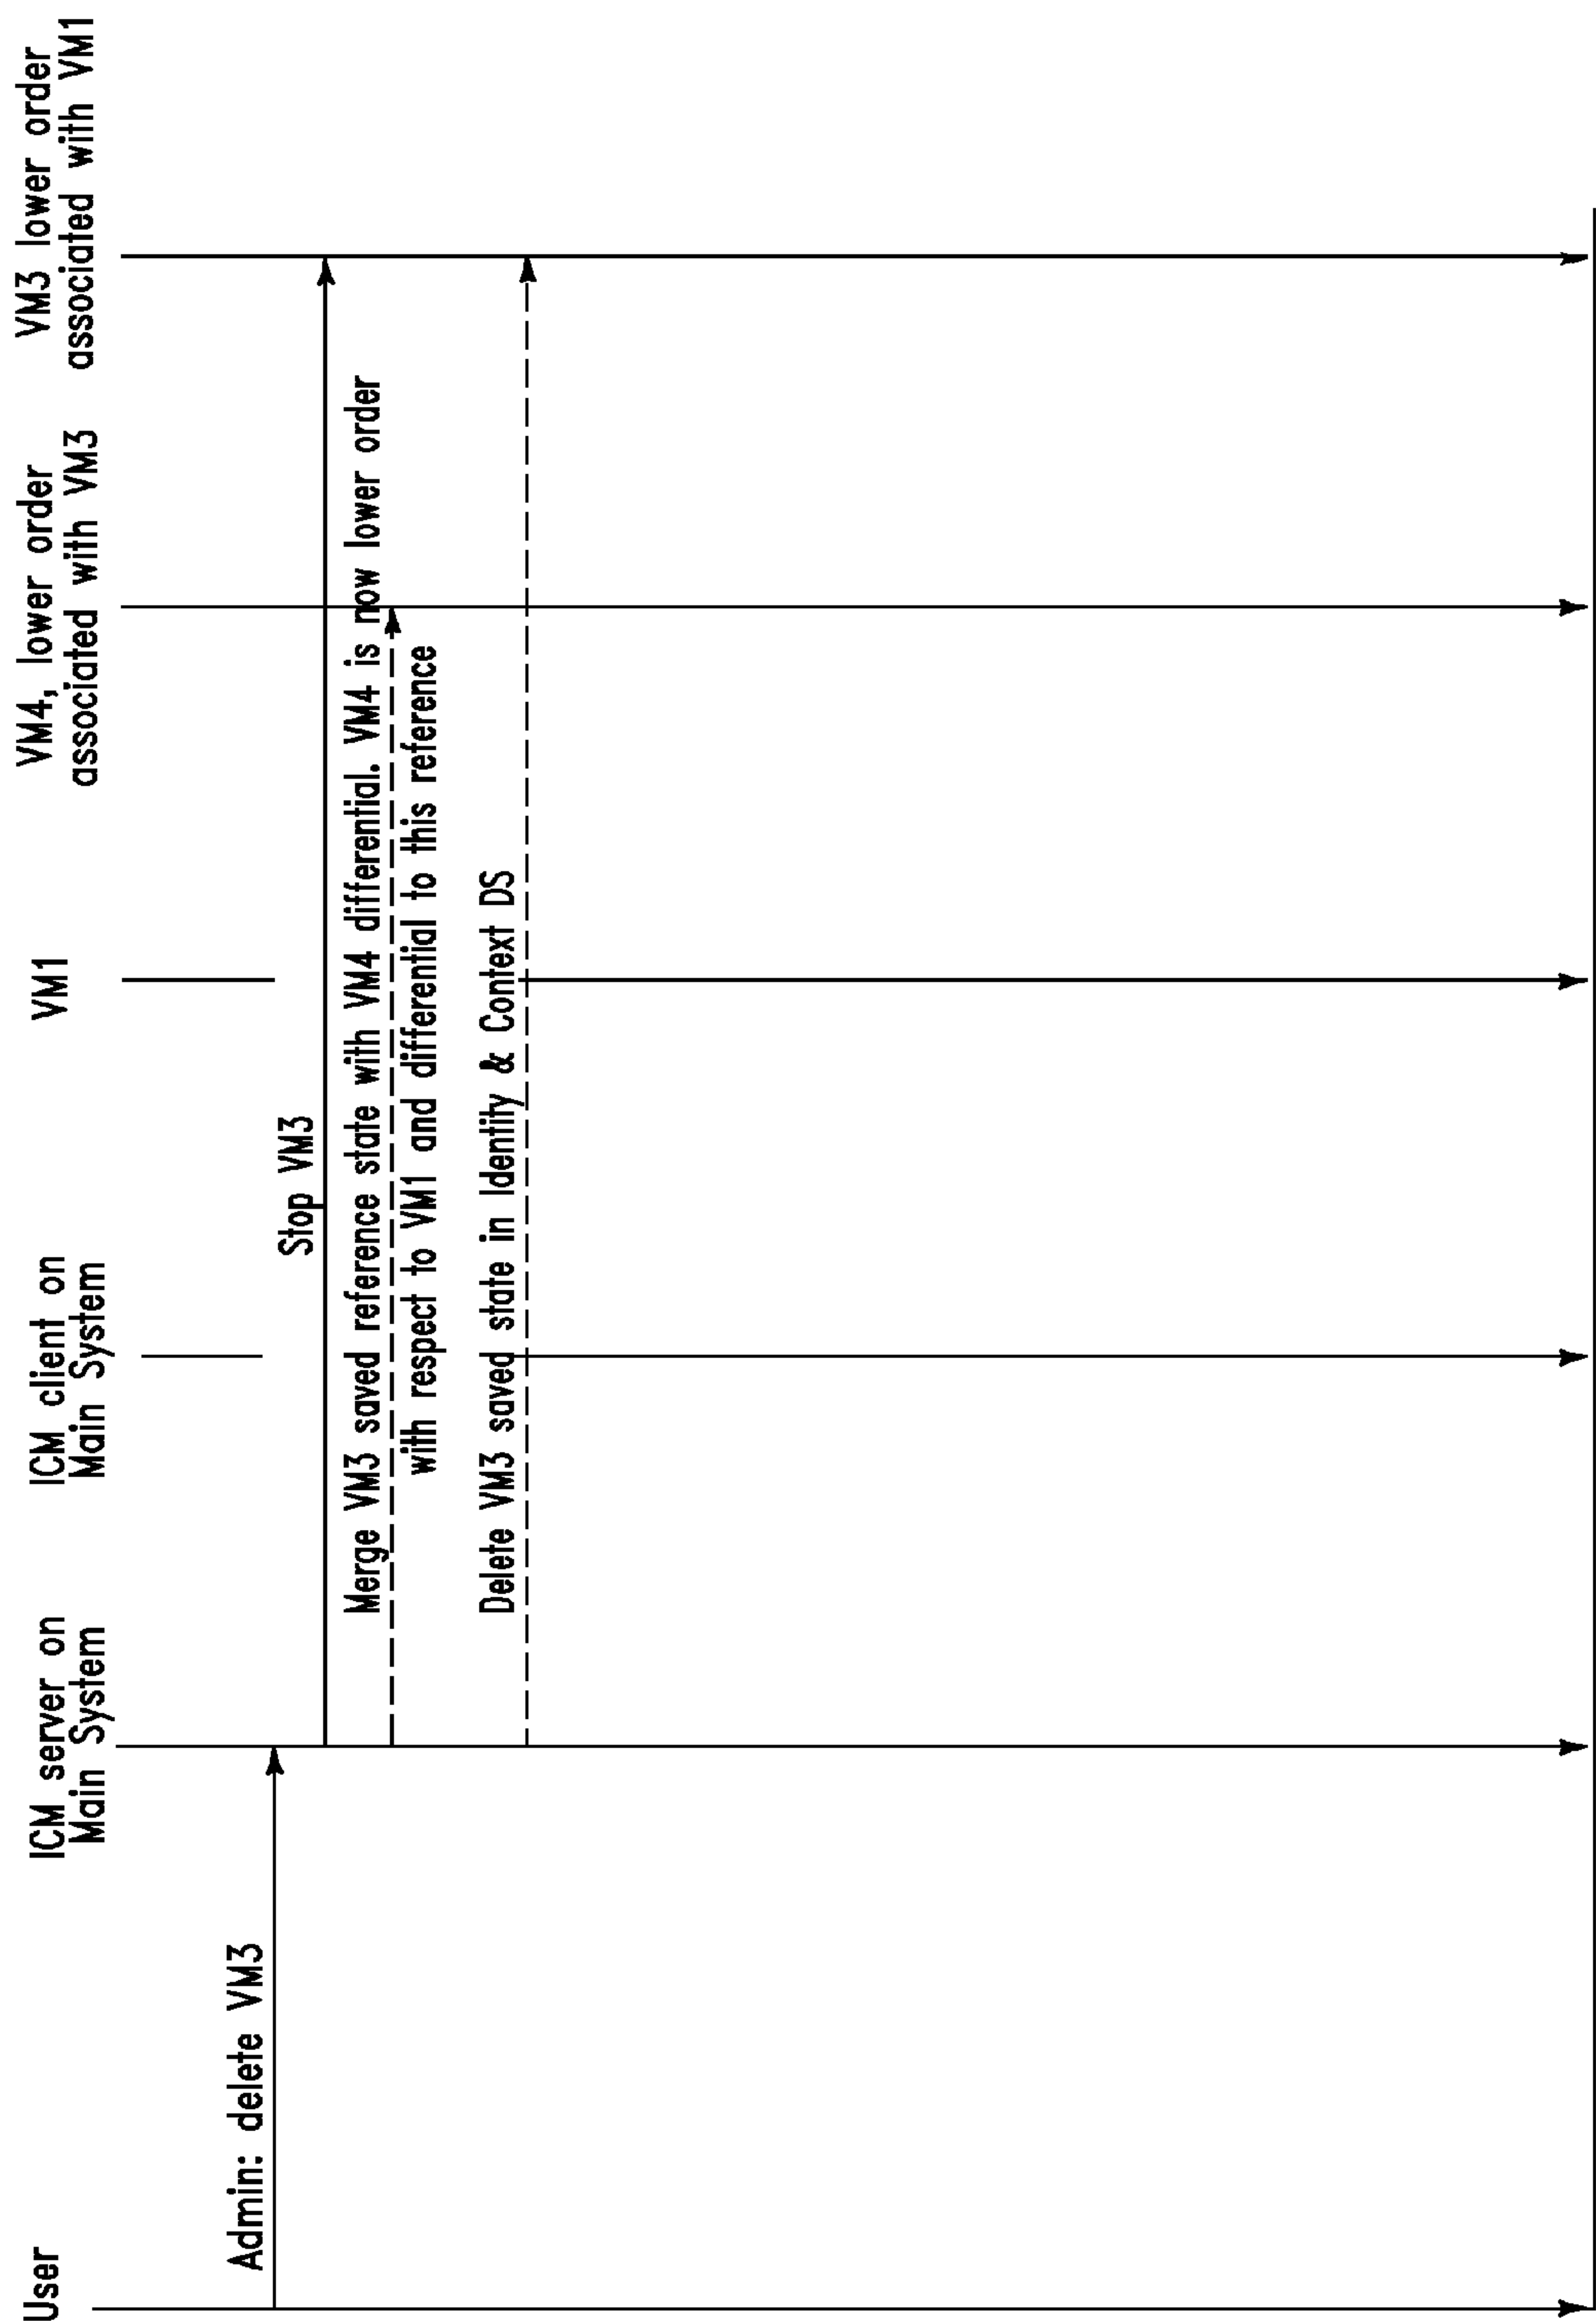 User
ICM server on
Main System
ICM client on
Main System
VM1
VM4, lower order
associated with VM3
VM3 lower order
associated with VM1
Admin: delete VM3
Stop VM3
Merge VM3 saved reference state with VM4 differential. VM4 is now lower order
with respect to VM1 and differential to this reference
Delete VM3 saved state in Identity & Context DS